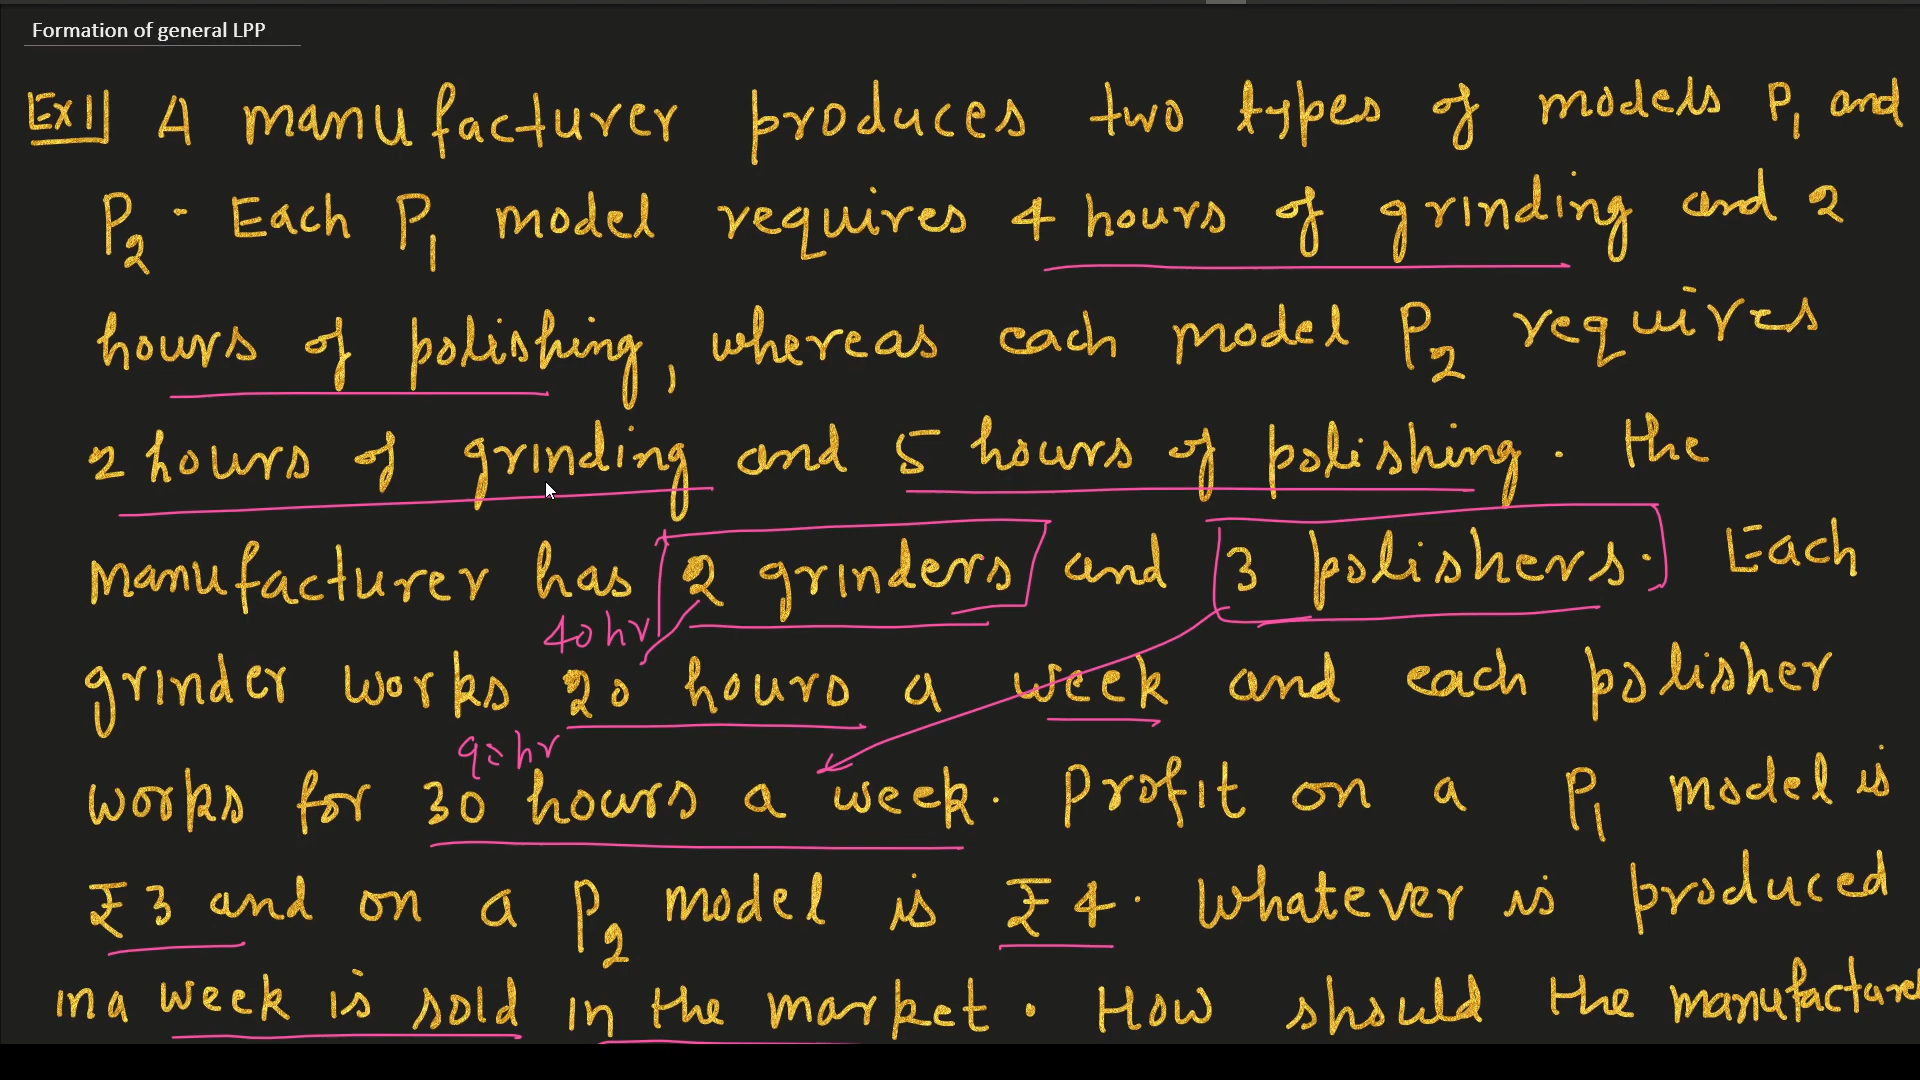 Formation of general LPP
Ex 1 A manufacturer produces two types of models P₁ and
P₂. Each P₁ model requires 4 hours of grinding and 2
hours of polishing, whereas each model P₂ requires
2 hours of grinding and 5 hours of polishing. The
manufacturer has 2 grinders and 3 polishers. Each
40 hr
grinder works 20 hours a week and each polisher
90 hr
works for 30 hours a week. Profit on a P₁ model is
₹ 3 and on a P₂ model is ₹ 4. Whatever is produced
in a week is sold in the market. How should the manufacturer